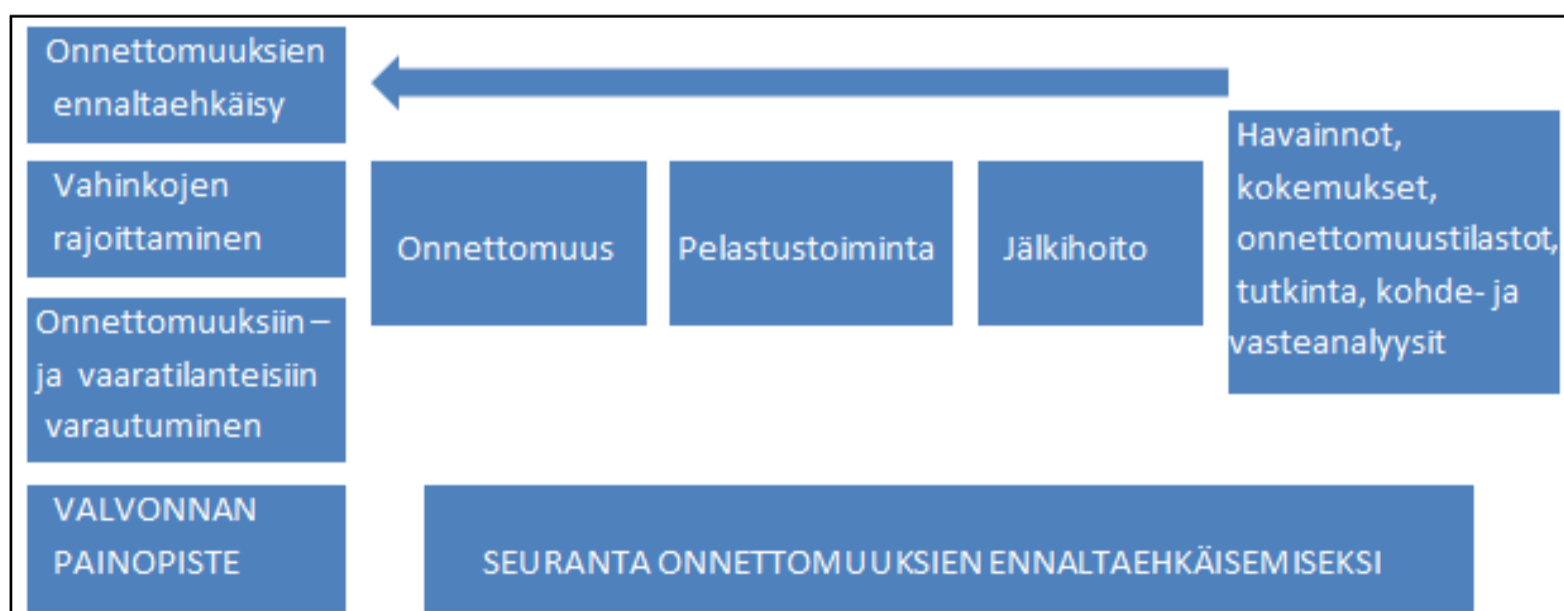 Onnettomuuksien
ennaltaehkäisy
Vahinkojen
rajoittaminen
Onnettomuuksiin –
ja vaaratilanteisiin
varautuminen
Onnettomuus
Pelastustoiminta
Jälkihoito
Havainnot,
kokemukset,
onnettomuustilastot,
tutkinta, kohde- ja
vasteanalyysit
VALVONNAN
PAINOPISTE
SEURANTA ONNETTOMUUKSIEN ENNALTAEHKÄISEMISEKSI